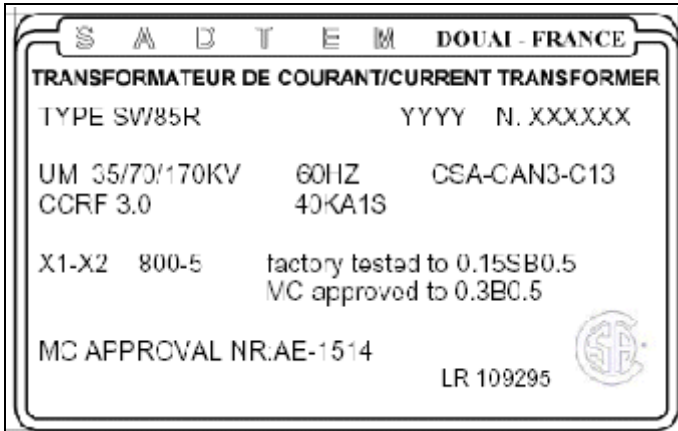 SADTEM DOUAI - FRANCE
TRANSFORMATEUR DE COURANT/CURRENT TRANSFORMER
TYPE SW85R YYYY N. XXXXXX
UM 35/70/170KV 60HZ CSA-CAN3-C13
CCRF 3.0 40KA1S
X1-X2 800-5 factory tested to 0.15SB0.5
MC approved to 0.3B0.5
MC APPROVAL NR:AE-1514
LR 109295